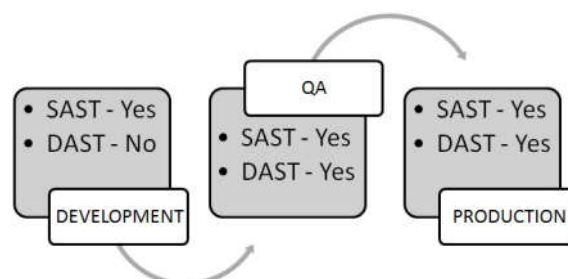 SAST - Yes
DAST - No
DEVELOPMENT
QA
SAST - Yes
DAST - Yes
SAST - Yes
DAST - Yes
PRODUCTION